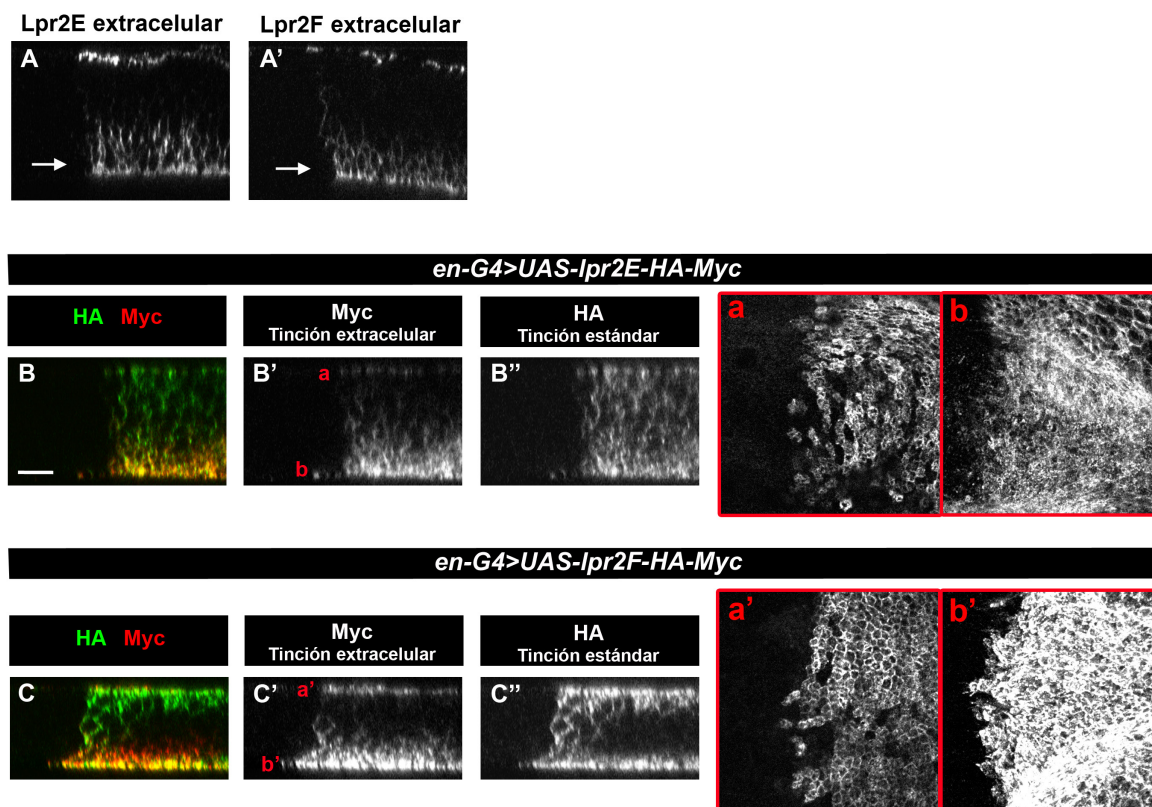 Lpr2E extracelular
Lpr2F extracelular
A
A'
en-G4>UAS-lpr2E-HA-Myc
HA Myc
Myc
Tinción extracelular
HA
Tinción estándar
a
b
B
B'
a
b
B"
en-G4>UAS-lpr2F-HA-Myc
HA Myc
Myc
Tinción extracelular
HA
Tinción estándar
a'
b'
C
C'
a'
b'
C"